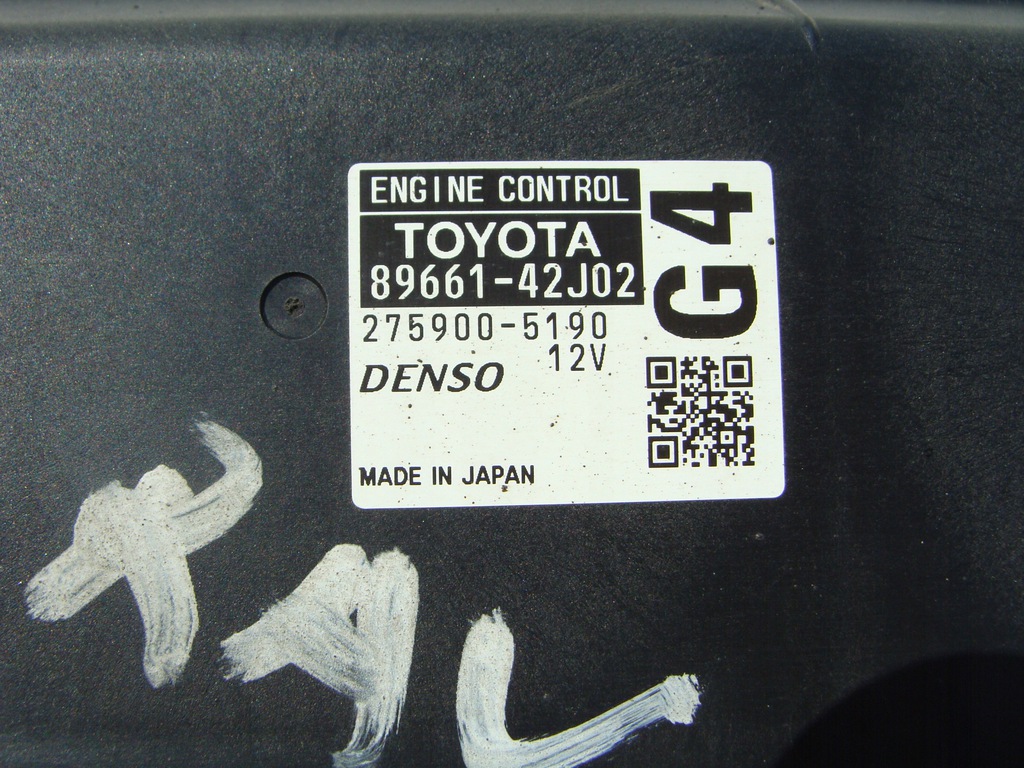 ENGINE CONTROL
TOYOTA
89661-42J02
G4
275900-5190
12V
DENSO
MADE IN JAPAN